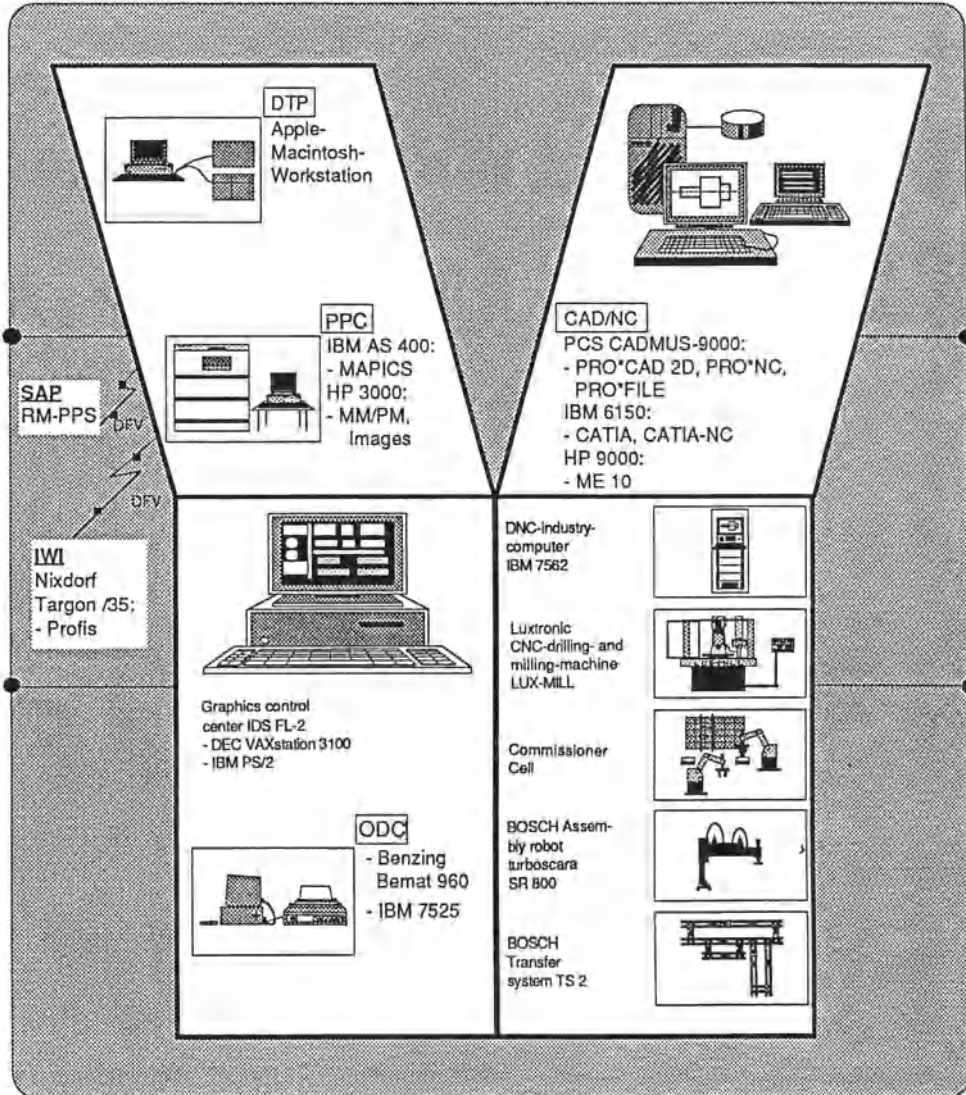 DTP
Apple-
Macintosh-
Workstation
PPC
IBM AS 400:
- MAPICS
HP 3000:
- MM/PM,
Images
CAD/NC
PCS CADMUS-9000:
- PRO*CAD 2D, PRO*NC,
PRO*FILE
IBM 6150:
- CATIA, CATIA-NC
HP 9000:
- ME 10
SAP
RM-PPS
DFV
DFV
IWI
Nixdorf
Targon /35:
- Profis
Graphics control
center IDS FL-2
- DEC VAXstation 3100
- IBM PS/2
ODC
- Benzing
Bemat 960
- IBM 7525
DNC-industry-
computer
IBM 7562
Luxtronic
CNC-drilling- and
milling-machine
LUX-MILL
Commissioner
Cell
BOSCH Assem-
bly robot
turboscara
SR 800
BOSCH
Transfer
system TS 2